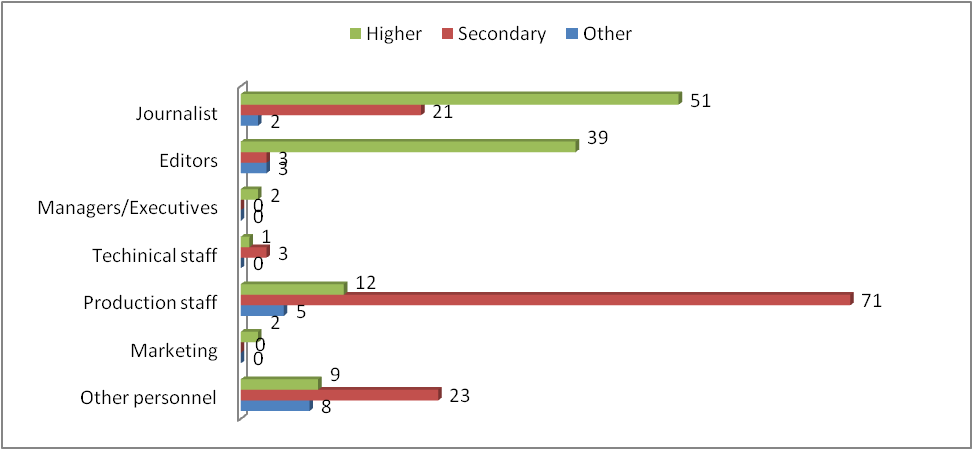 Higher Secondary Other
Journalist
51
21
2
Editors
39
3
3
Managers/Executives
2
0
0
Techinical staff
1
3
0
Production staff
12
71
5
Marketing
2
0
0
Other personnel
9
23
8